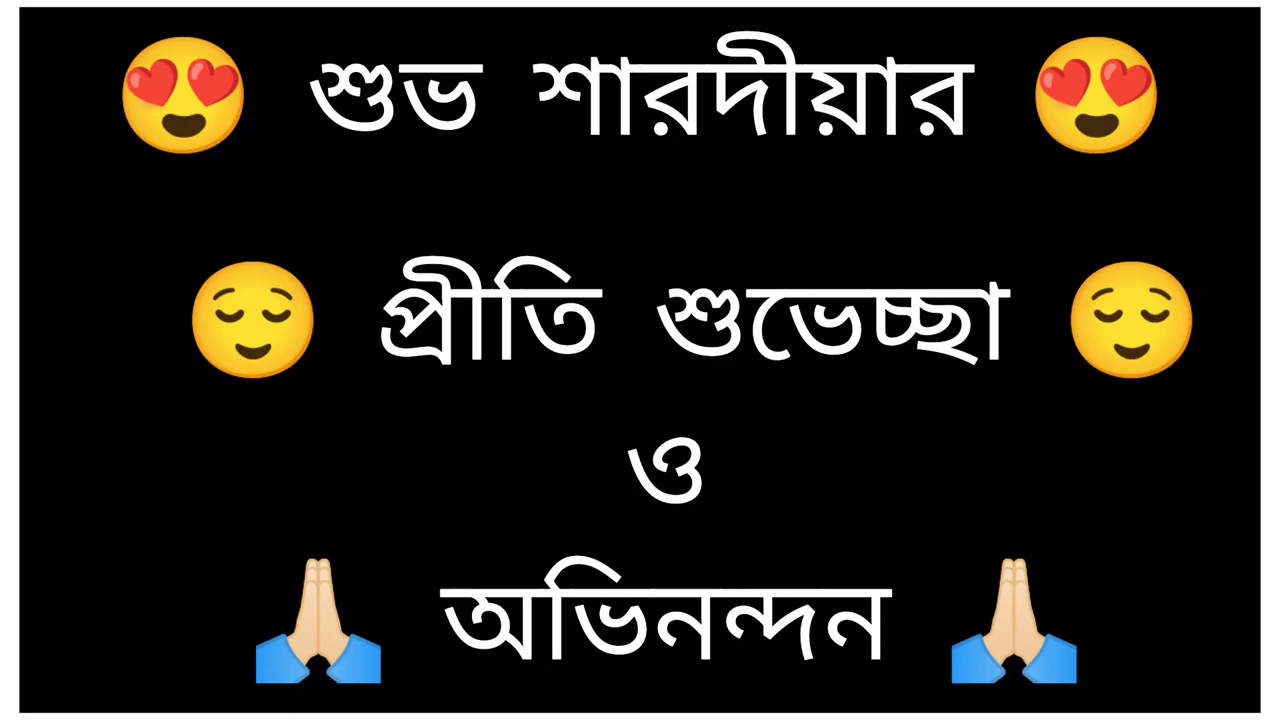 😍 শুভ শারদীয়ার 😍
😌 প্রীতি শুভেচ্ছা 😌
ও
🙏🏻 অভিনন্দন 🙏🏻